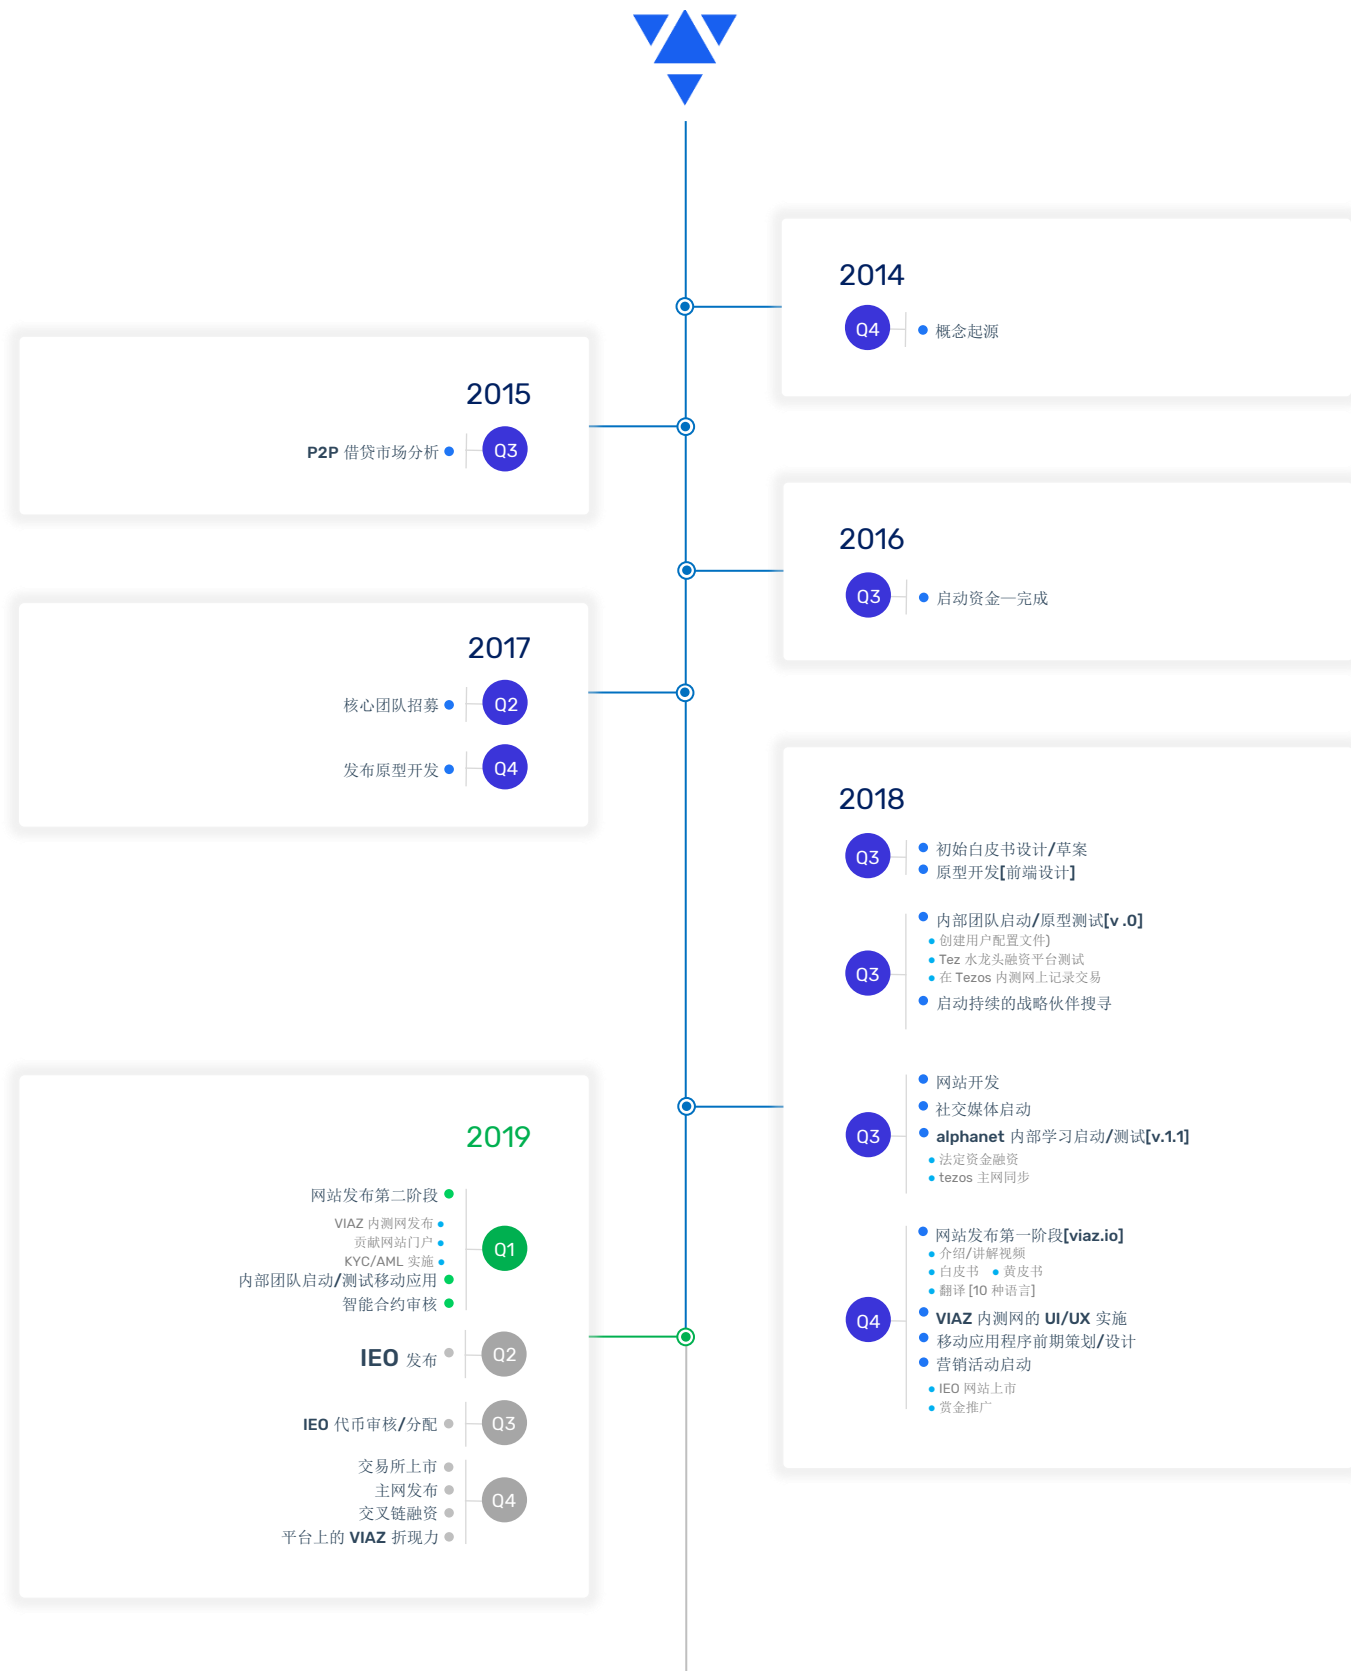 2014
Q4
概念起源
2015
P2P 借贷市场分析
Q3
2016
Q3
启动资金—完成
2017
核心团队招募
Q2
发布原型开发
Q4
2018
Q3
初始白皮书设计/草案
原型开发[前端设计]
Q3
内部团队启动/原型测试[v .0]
创建用户配置文件)
Tez 水龙头融资平台测试
在 Tezos 内测网上记录交易
启动持续的战略伙伴搜寻
Q3
网站开发
社交媒体启动
alphanet 内部学习启动/测试[v.1.1]
法定资金融资
tezos 主网同步
Q4
网站发布第一阶段[viaz.io]
介绍/讲解视频
白皮书 黄皮书
翻译 [10 种语言]
VIAZ 内测网的 UI/UX 实施
移动应用程序前期策划/设计
营销活动启动
IEO 网站上市
赏金推广
2019
网站发布第二阶段
VIAZ 内测网发布
贡献网站门户
KYC/AML 实施
内部团队启动/测试移动应用
智能合约审核
Q1
IEO 发布
Q2
IEO 代币审核/分配
Q3
交易所上市
主网发布
交叉链融资
平台上的 VIAZ 折现力
Q4